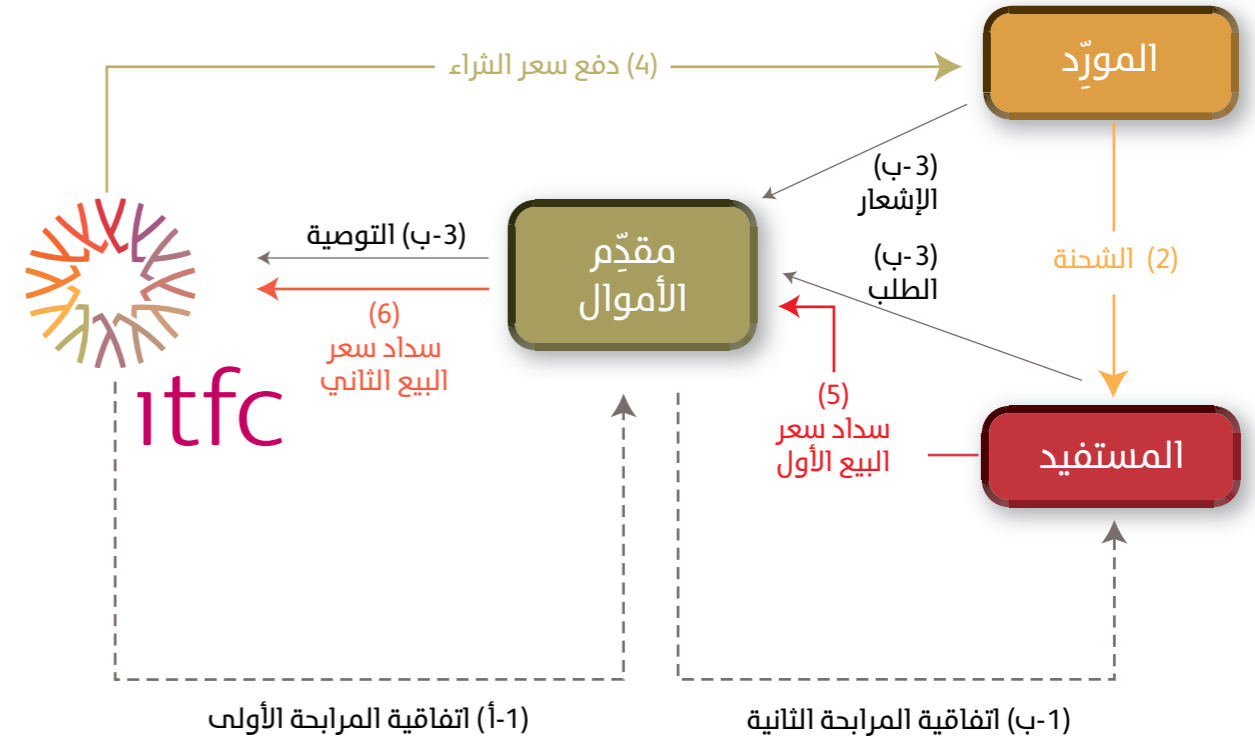 المورِّد
(4) دفع سعر الثراء
(3-ب)
الإشعار
مقدِّم
الأموال
(3-ب) التوصية
(3-ب)
الطلب
(2) الشحنة
(6)
سداد سعر
البيع الثاني
itfc
(5)
سداد سعر
البيع الأول
المستفيد
(1-أ) اتفاقية المرابحة الأولى
(1-ب) اتفاقية المرابحة الثانية